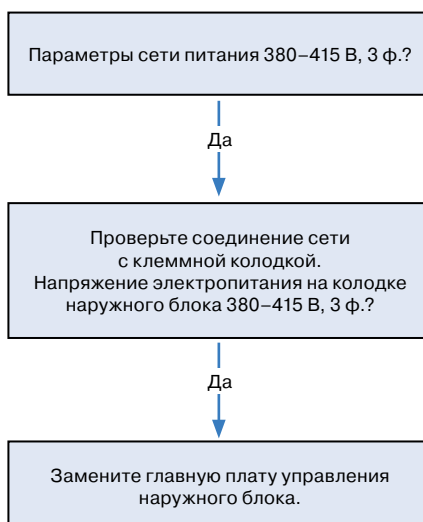 Параметры сети питания 380–415 В, 3 ф.?
Да
Проверьте соединение сети
с клеммной колодкой.
Напряжение электропитания на колодке
наружного блока 380–415 В, 3 ф.?
Да
Замените главную плату управления
наружного блока.